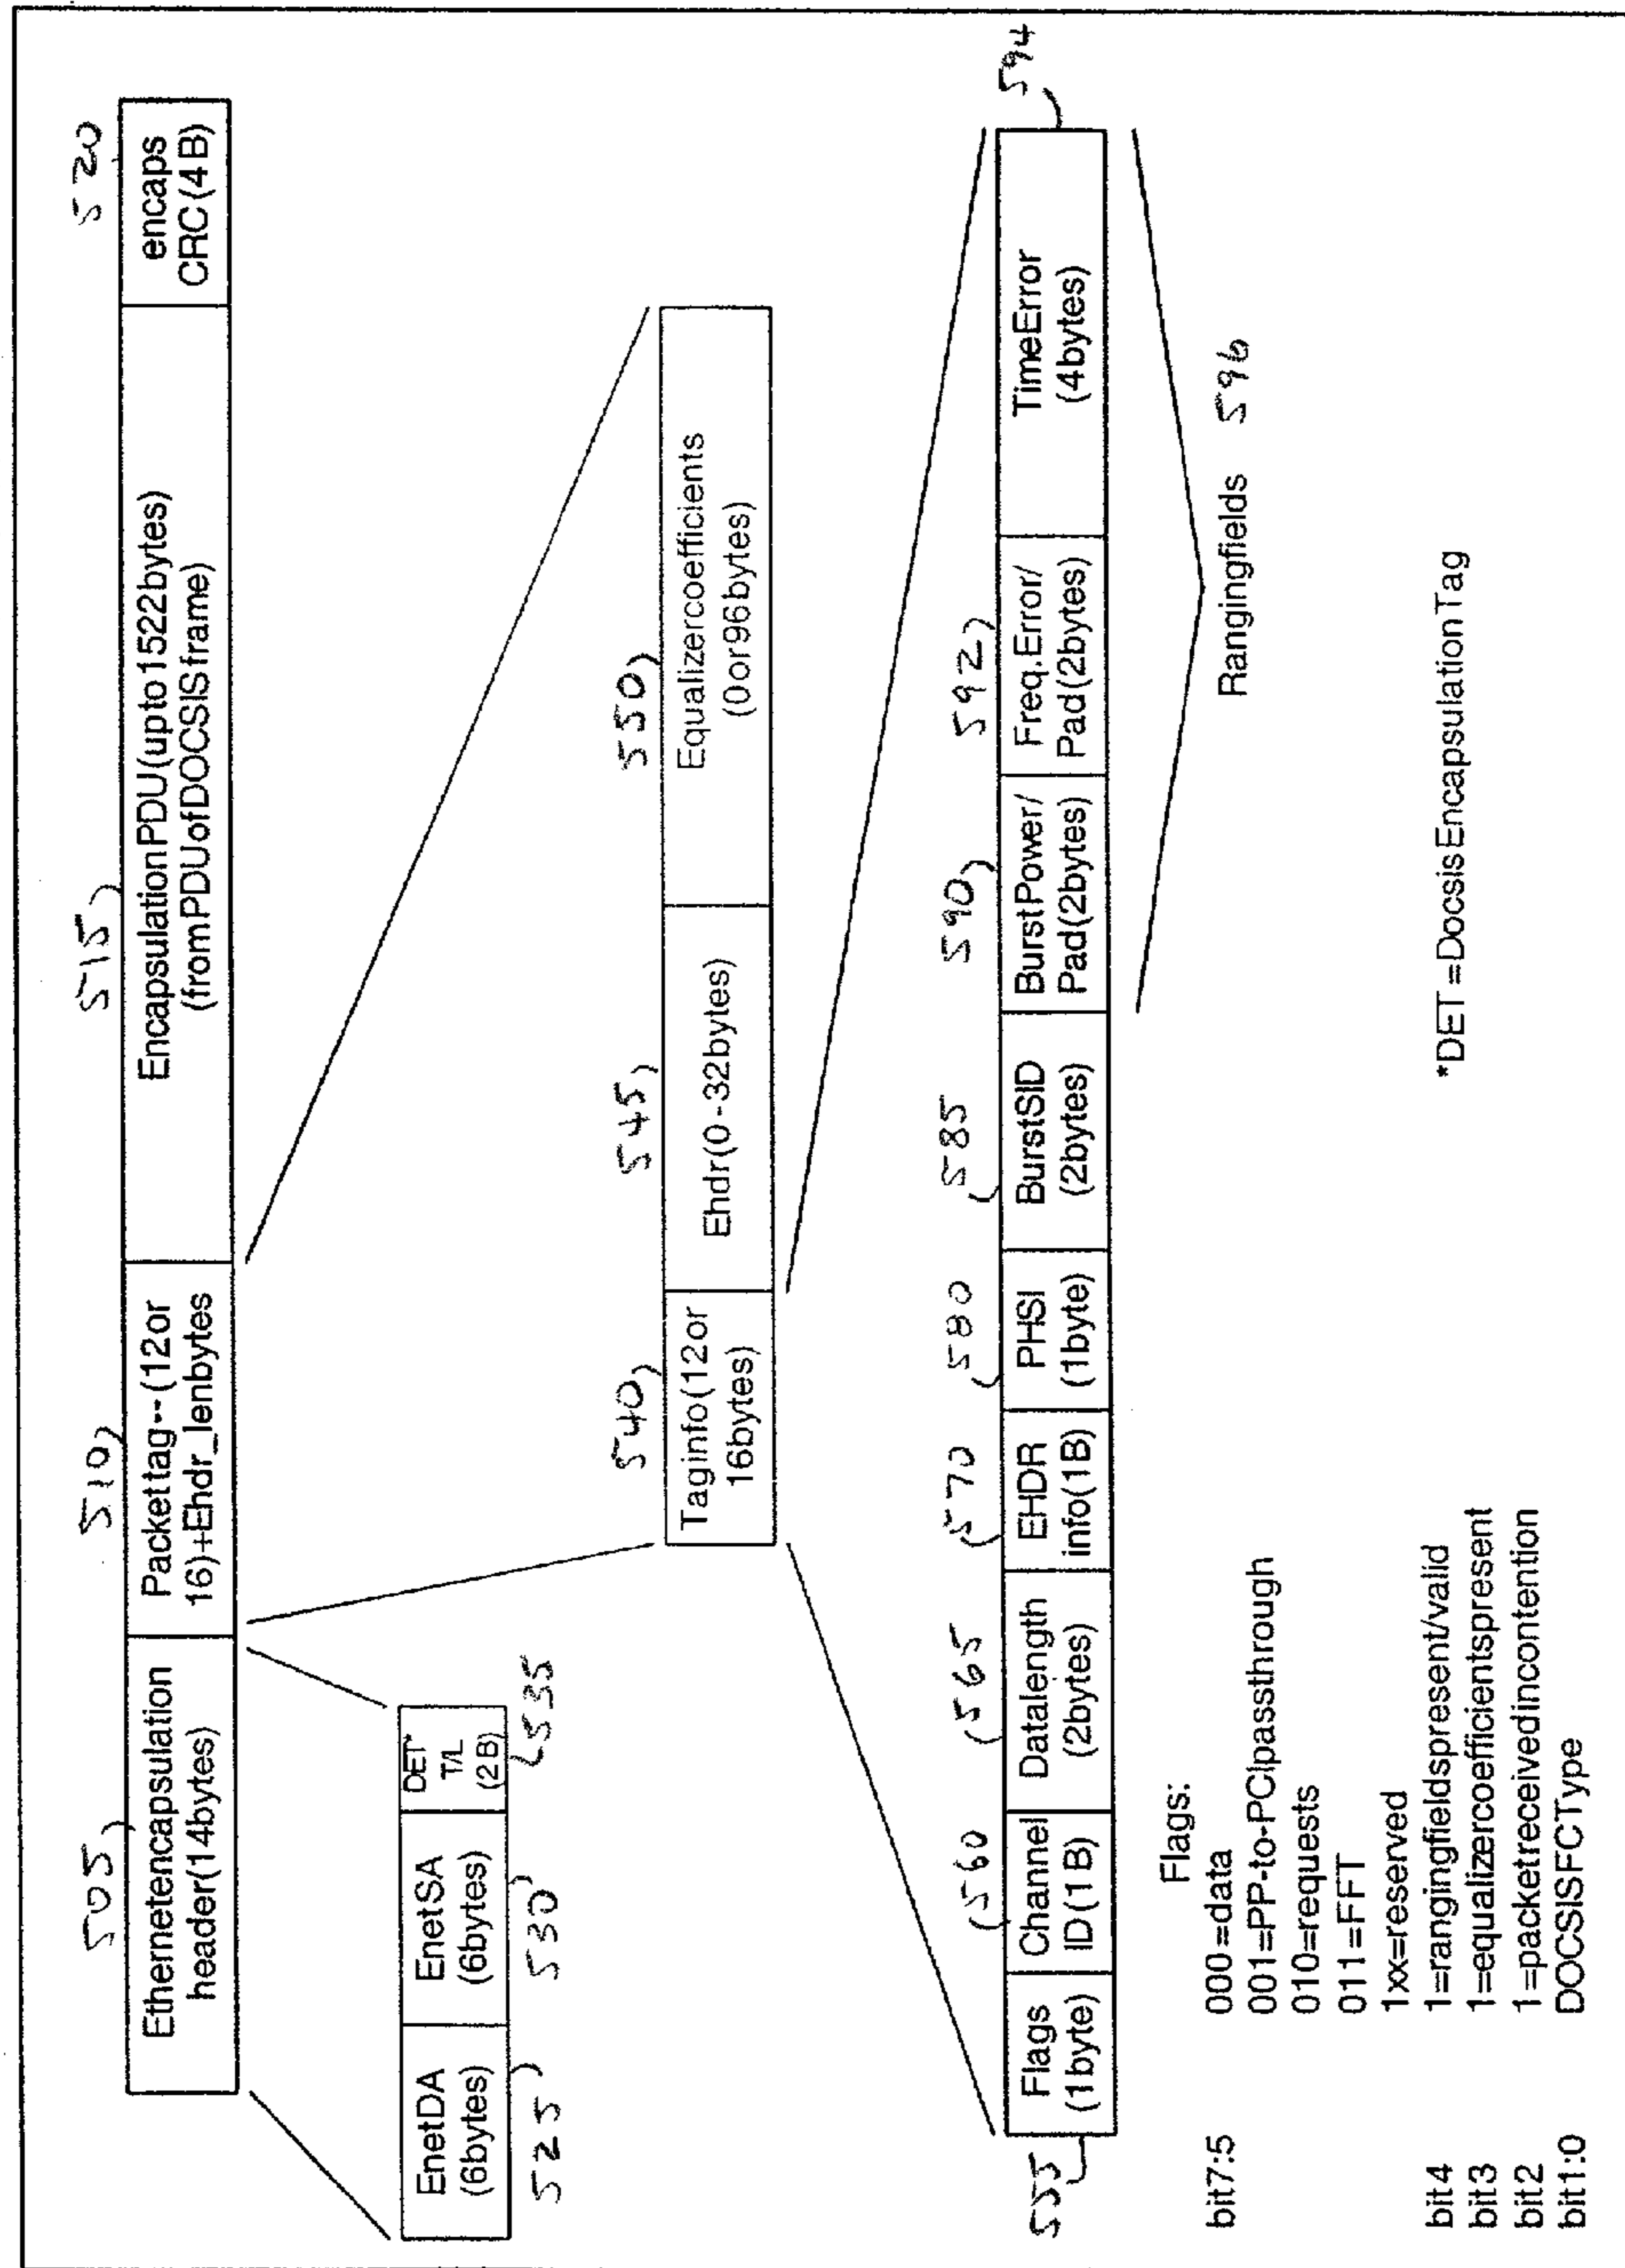 505
510
515
520
Ethernetencapsulation
header(14bytes)
Packettag--(12or
16)+Ehdr_lenbytes
EncapsulationPDU(upto1522bytes)
(fromPDUofDOCSISframe)
encaps
CRC(4B)
EnetDA
(6bytes)
EnetSA
(6bytes)
DET*
T/L
(2B)
525
530
535
540
545
550
Taginfo(12or
16bytes)
Ehdr(0-32bytes)
Equalizercoefficients
(0or96bytes)
555
560
565
570
580
585
590
592
594
Flags
(1byte)
Channel
ID(1B)
Datalength
(2bytes)
EHDR
info(1B)
PHSI
(1byte)
BurstSID
(2bytes)
BurstPower/
Pad(2bytes)
Freq.Error/
Pad(2bytes)
TimeError
(4bytes)
Rangingfields 596
Flags:
bit7:5 000=data
001=PP-to-PCIpassthrough
010=requests
011=FFT
1xx=reserved
bit4 1=rangingfieldspresent/valid
bit3 1=equalizercoefficientspresent
bit2 1=packetreceivedincontention
bit1:0 DOCSISFCType
*DET=DocsisEncapsulationTag